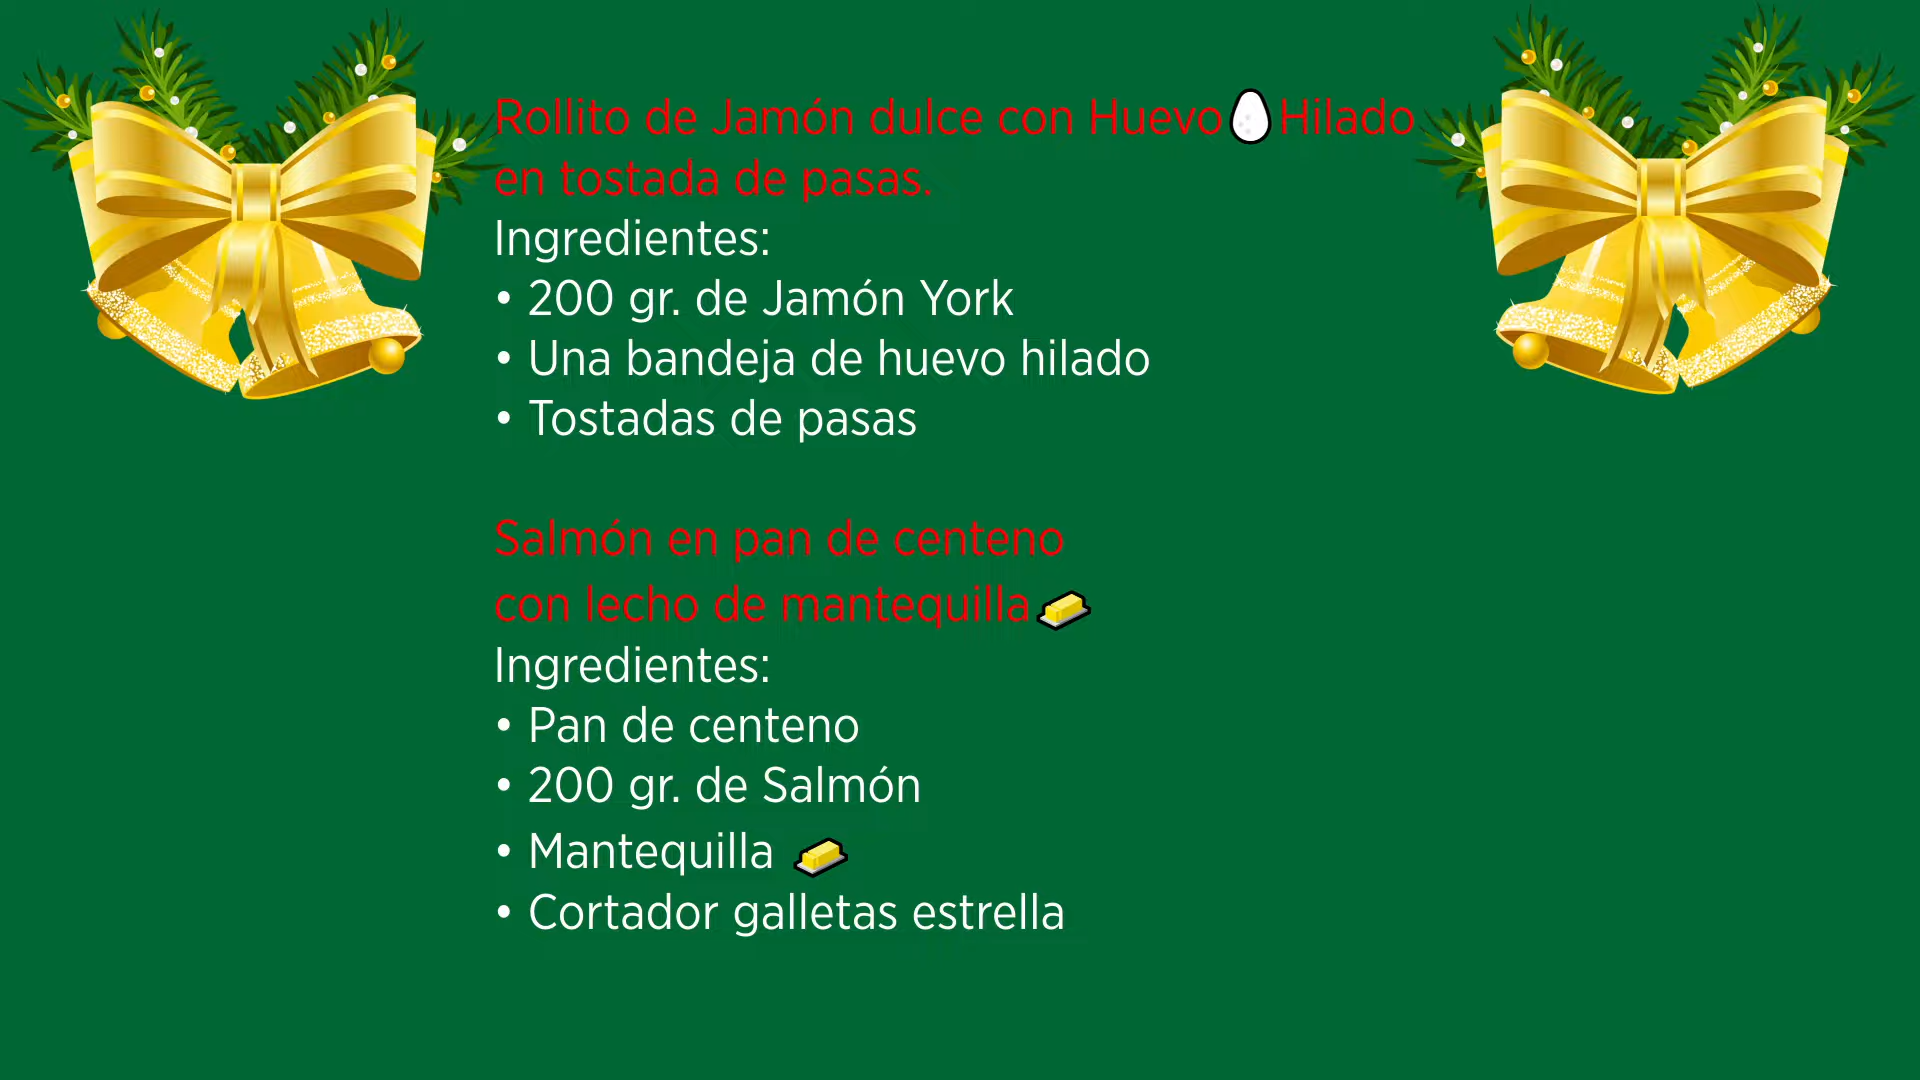 Rollito de Jamón dulce con Huevo Hilado
en tostada de pasas.
Ingredientes:
• 200 gr. de Jamón York
• Una bandeja de huevo hilado
• Tostadas de pasas
Salmón en pan de centeno
con lecho de mantequilla
Ingredientes:
• Pan de centeno
• 200 gr. de Salmón
• Mantequilla
• Cortador galletas estrella